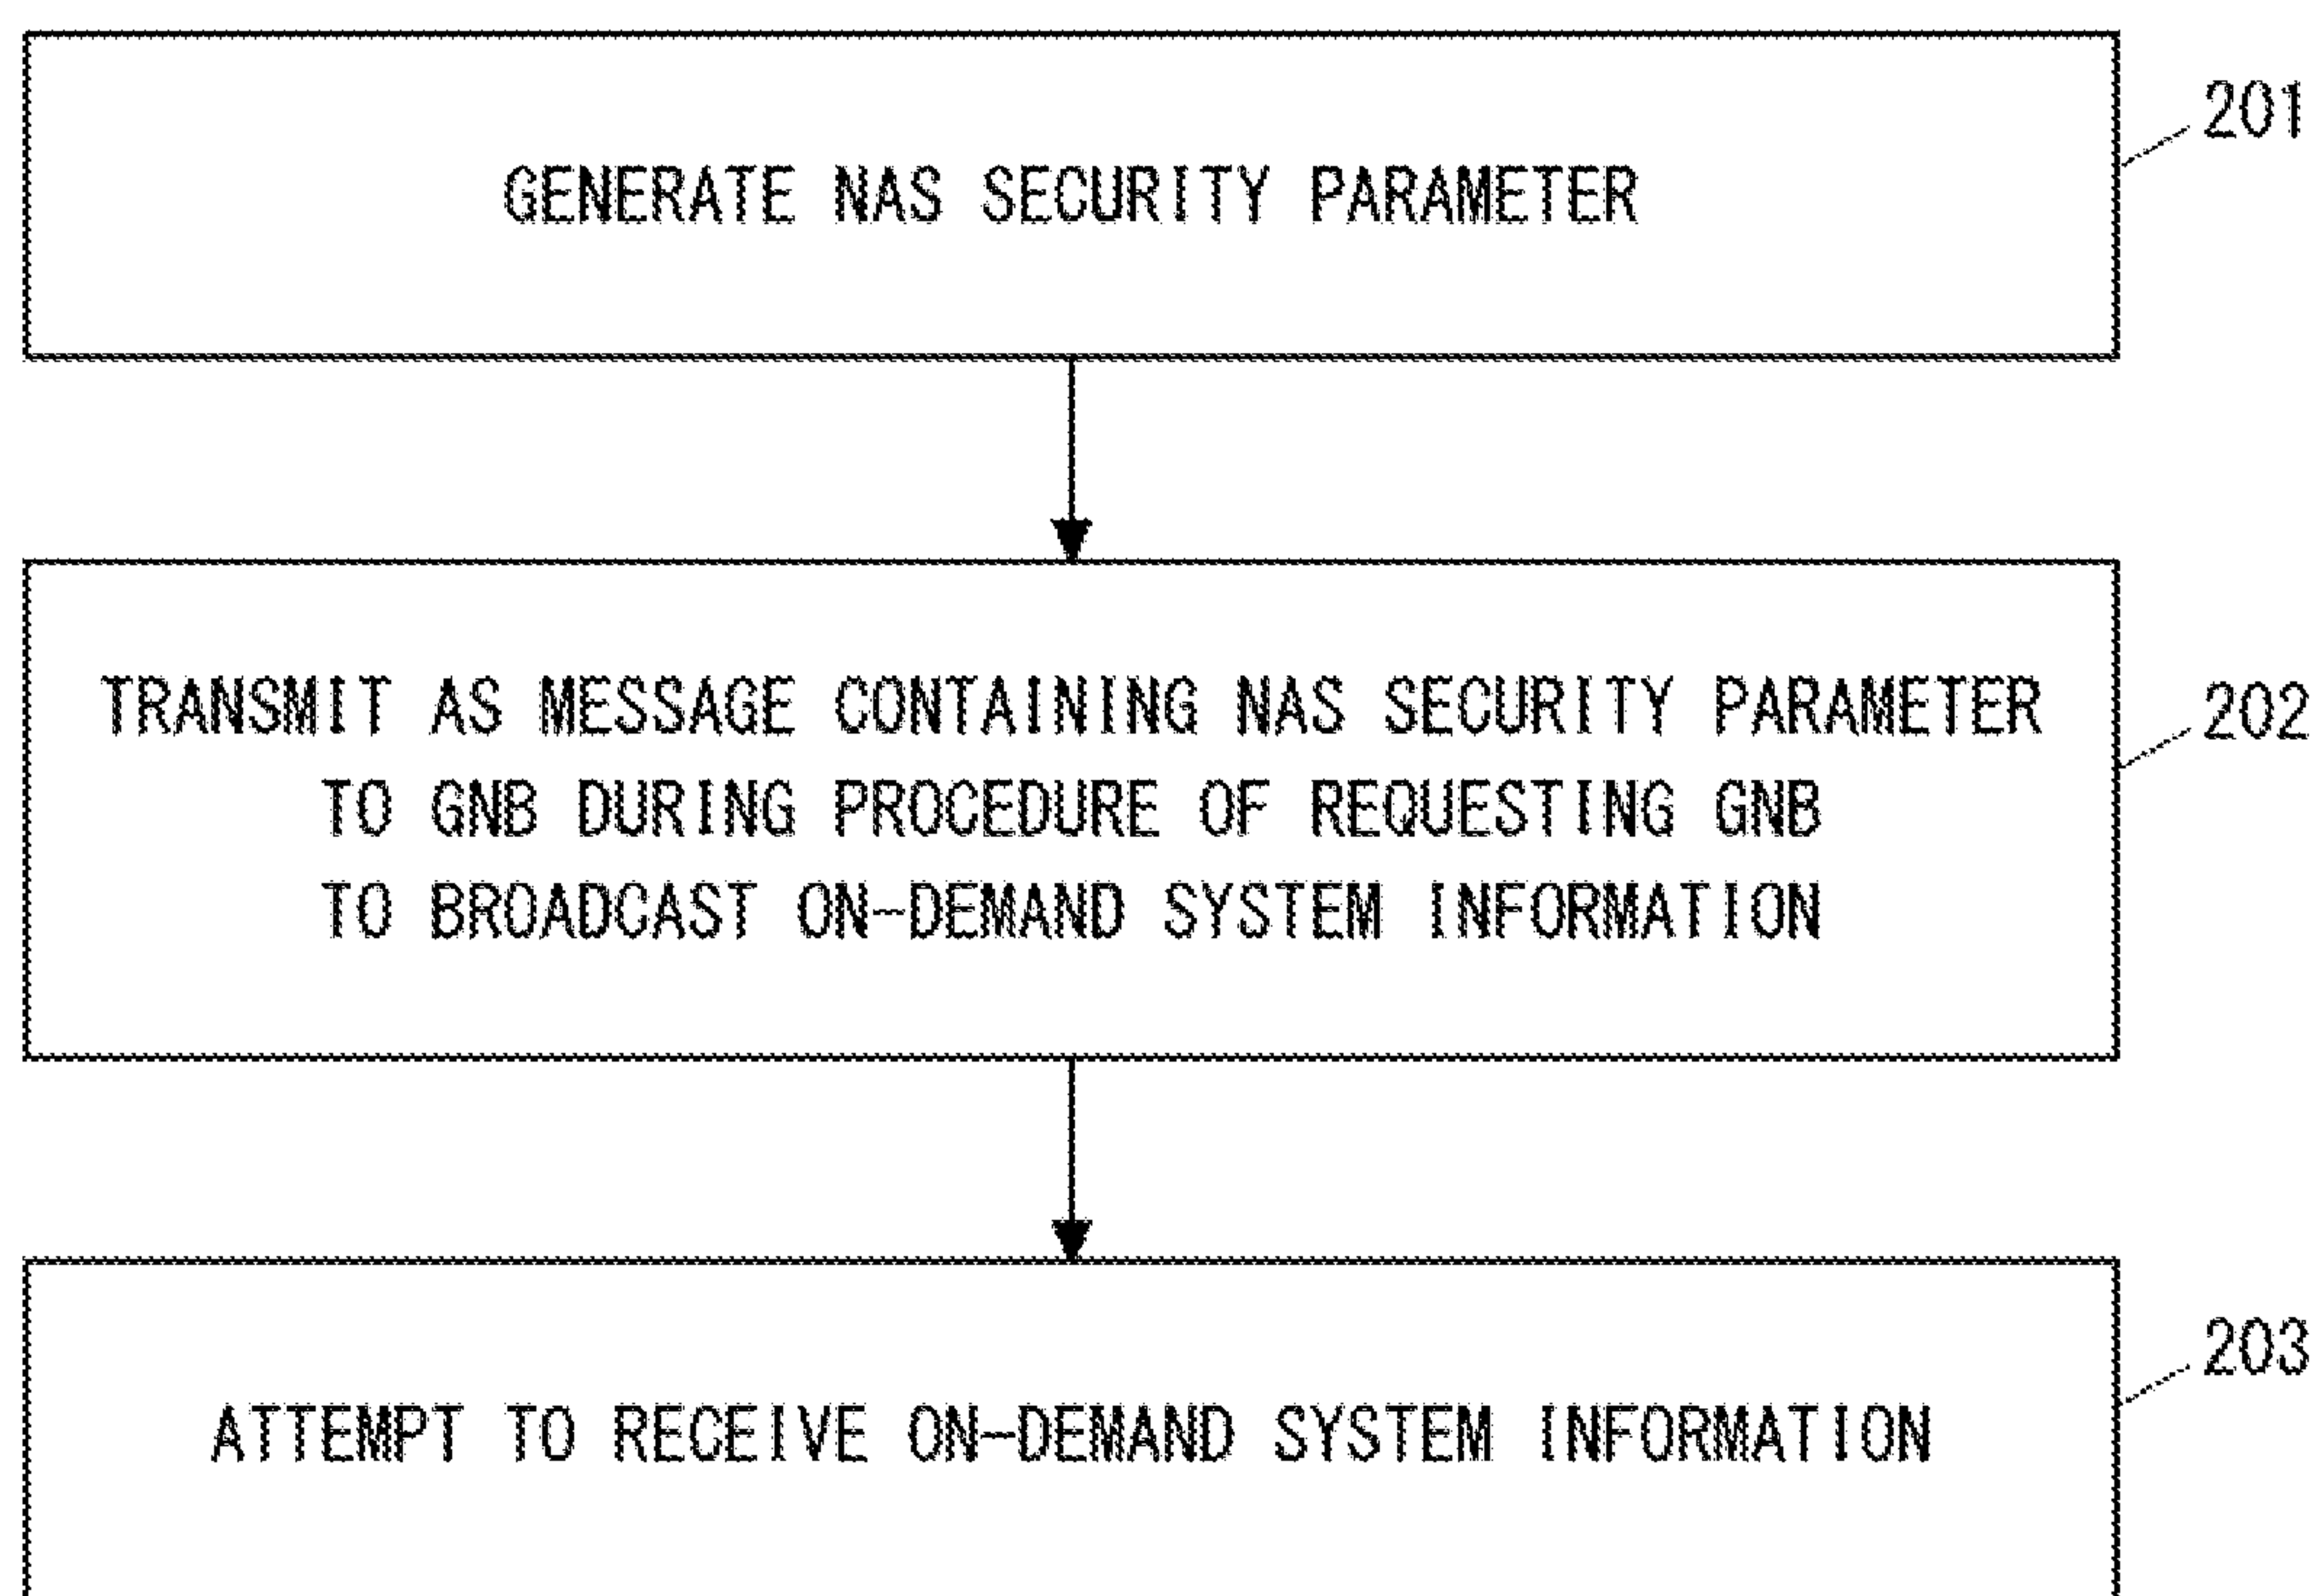 201
GENERATE NAS SECURITY PARAMETER
TRANSMIT AS MESSAGE CONTAINING NAS SECURITY PARAMETER
202
TO GNB DURING PROCEDURE OF REQUESTING GNB
TO BROADCAST ON-DEMAND SYSTEM INFORMATION
203
ATTEMPT TO RECEIVE ON-DEMAND SYSTEM INFORMATION